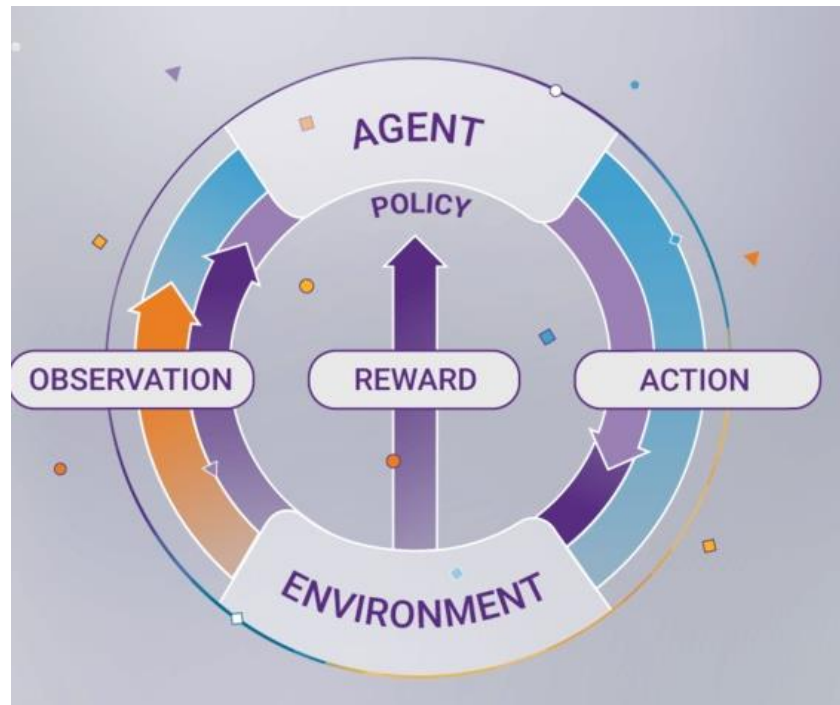 AGENT
POLICY
OBSERVATION
REWARD
ACTION
ENVIRONMENT